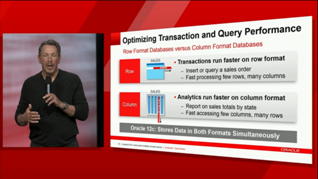 Optimizing Transaction and Query Performance
Row Format Databases versus Column Format Databases
SALES
Row
Transactions run faster on row format
– Insert or query a sales order
– Fast processing few rows, many columns
SALES
Column
Analytics run faster on column format
– Report on sales totals by state
– Fast accessing few columns, many rows
Oracle 12c: Stores Data in Both Formats Simultaneously
ORACLE